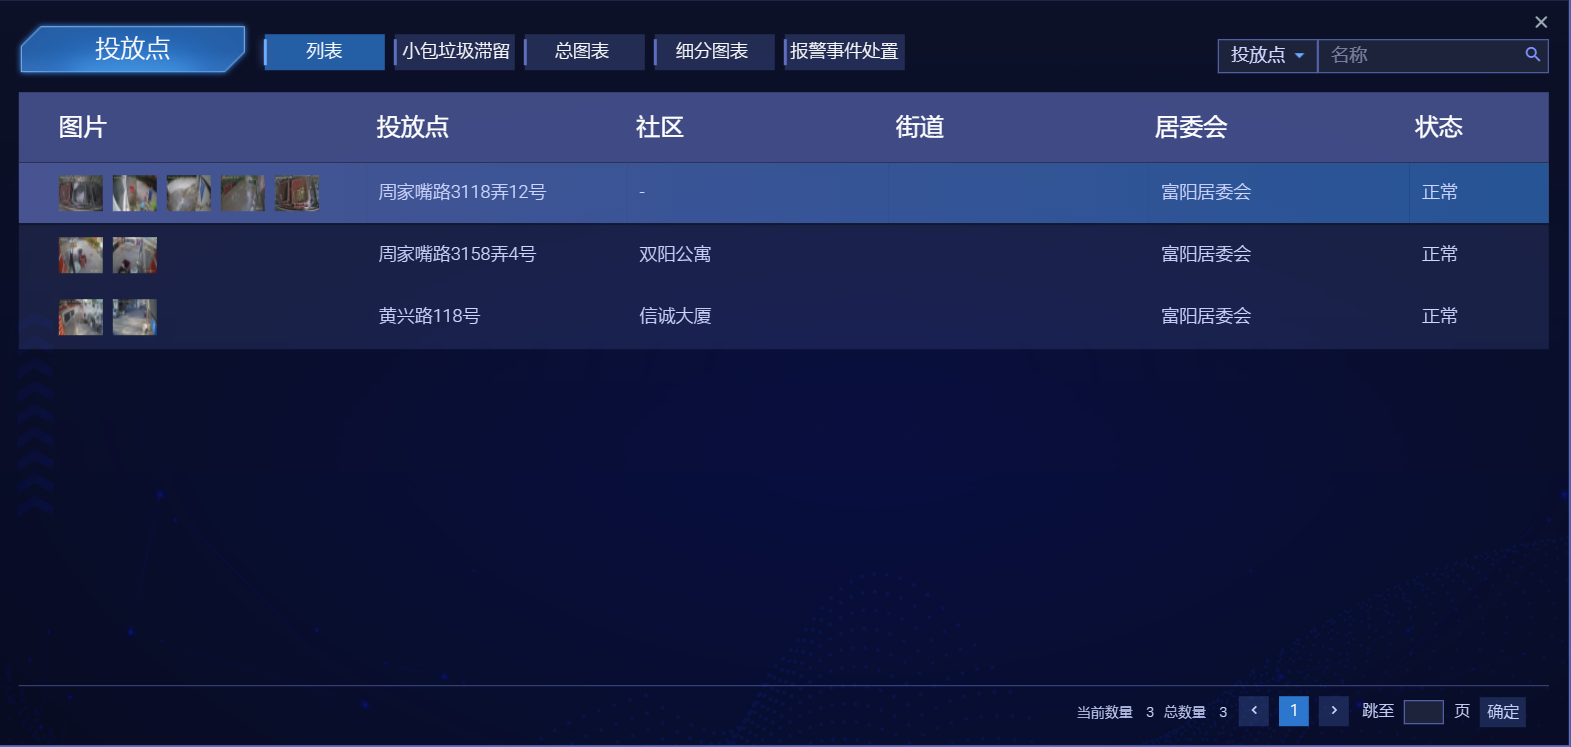 投放点
列表
小包垃圾滞留
总图表
细分图表
报警事件处置
投放点
名称
图片 投放点 社区 街道 居委会 状态
周家嘴路3118弄12号 - 富阳居委会 正常
周家嘴路3158弄4号 双阳公寓 富阳居委会 正常
黄兴路118号 信诚大厦 富阳居委会 正常
当前数量 3 总数量 3 1 跳至 页 确定